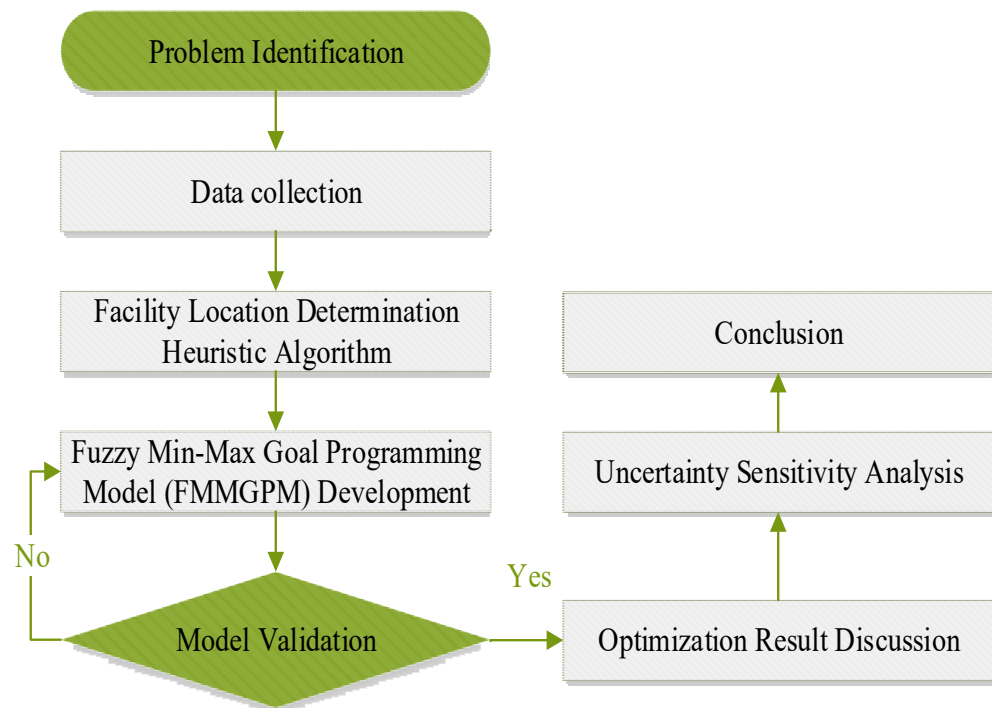 Problem Identification
Data collection
Facility Location Determination
Heuristic Algorithm
Fuzzy Min-Max Goal Programming
Model (FMMGPM) Development
No
Model Validation
Yes
Optimization Result Discussion
Uncertainty Sensitivity Analysis
Conclusion